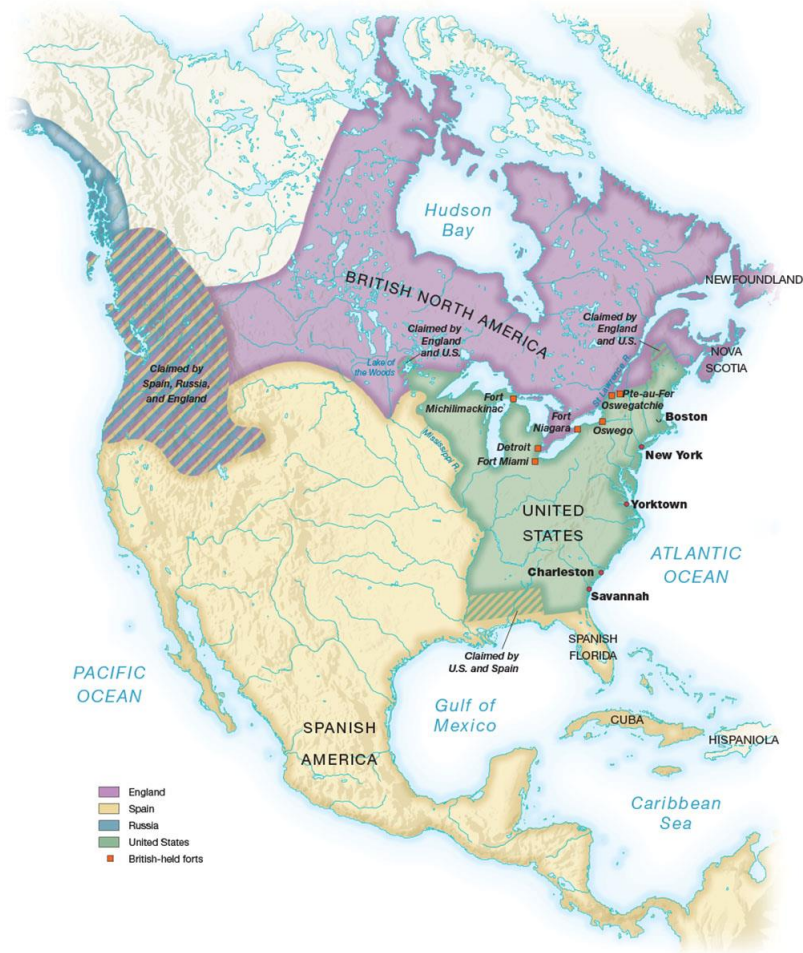 Hudson
Bay
NEWFOUNDLAND
BRITISH NORTH AMERICA
Claimed by
England
and U.S.
Claimed by
England
and U.S.
NOVA
SCOTIA
Lake of
the Woods
Claimed by
Spain, Russia,
and England
Fort
Michilimackinac
Pte-au-Fer
Oswegatchie
Fort
Niagara
Oswego
Boston
Mississippi R.
Detroit
Fort Miami
New York
UNITED
STATES
Yorktown
ATLANTIC
OCEAN
Charleston
Savannah
SPANISH
FLORIDA
Claimed by
U.S. and Spain
PACIFIC
OCEAN
Gulf of
Mexico
SPANISH
AMERICA
CUBA
HISPANIOLA
Caribbean
Sea
England
Spain
Russia
United States
British-held forts